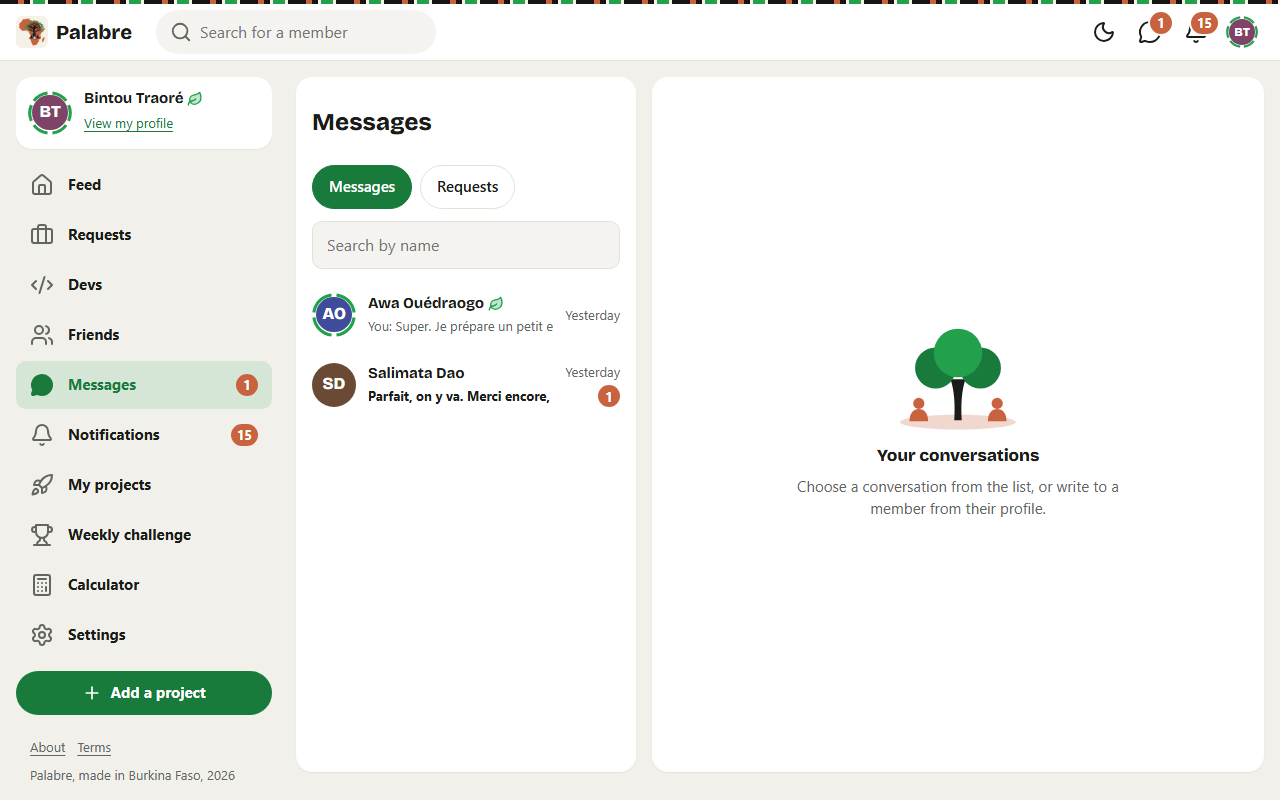 Palabre
Search for a member
1
15
BT
BT
Bintou Traoré
View my profile
Feed
Requests
Devs
Friends
Messages
1
Notifications
15
My projects
Weekly challenge
Calculator
Settings
Add a project
About Terms
Palabre, made in Burkina Faso, 2026
Messages
Messages
Requests
Search by name
AO
Awa Ouédraogo
You: Super. Je prépare un petit e
Yesterday
SD
Salimata Dao
Yesterday
Parfait, on y va. Merci encore,
1
Your conversations
Choose a conversation from the list, or write to a
member from their profile.